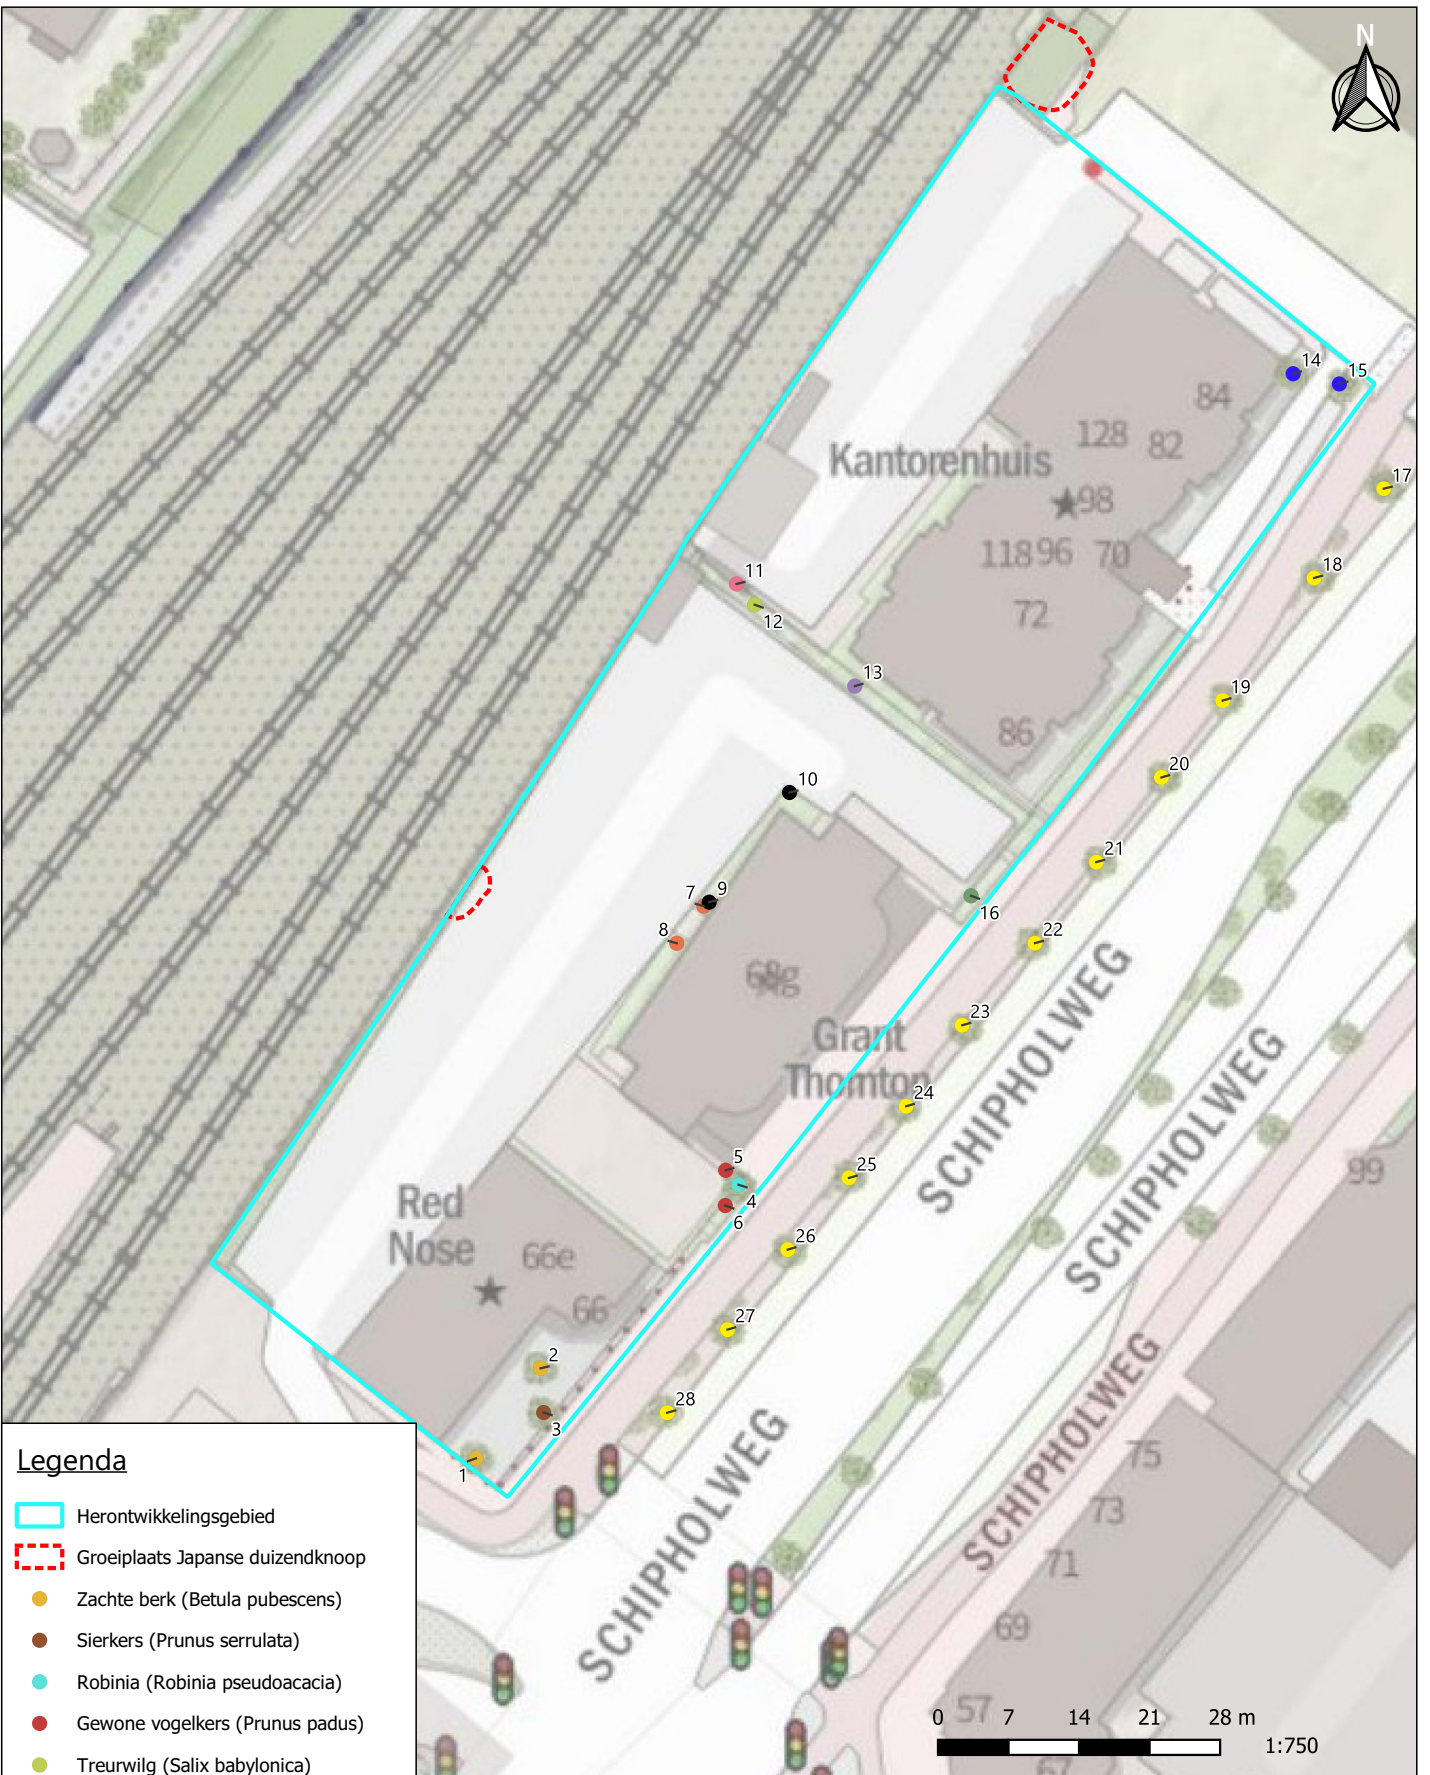 N
14
15
84
128
82
17
Kantorenhuis
98
118 96 70
18
11
12
72
13
19
86
20
10
21
7 9
16
8
22
SCHIPHOLWEG
23
Grant
Thornton
24
SCHIPHOLWEG
5
25
99
4
Red
Nose
6
26
66e
66
27
2
SCHIPHOLWEG
28
3
SCHIPHOLWEG
1
75
73
71
69
57
67
Legenda
Herontwikkelingsgebied
Groeiplaats Japanse duizendknoop
Zachte berk (Betula pubescens)
Sierkers (Prunus serrulata)
Robinia (Robinia pseudoacacia)
Gewone vogelkers (Prunus padus)
Treurwilg (Salix babylonica)
0 7 14 21 28 m
1:750